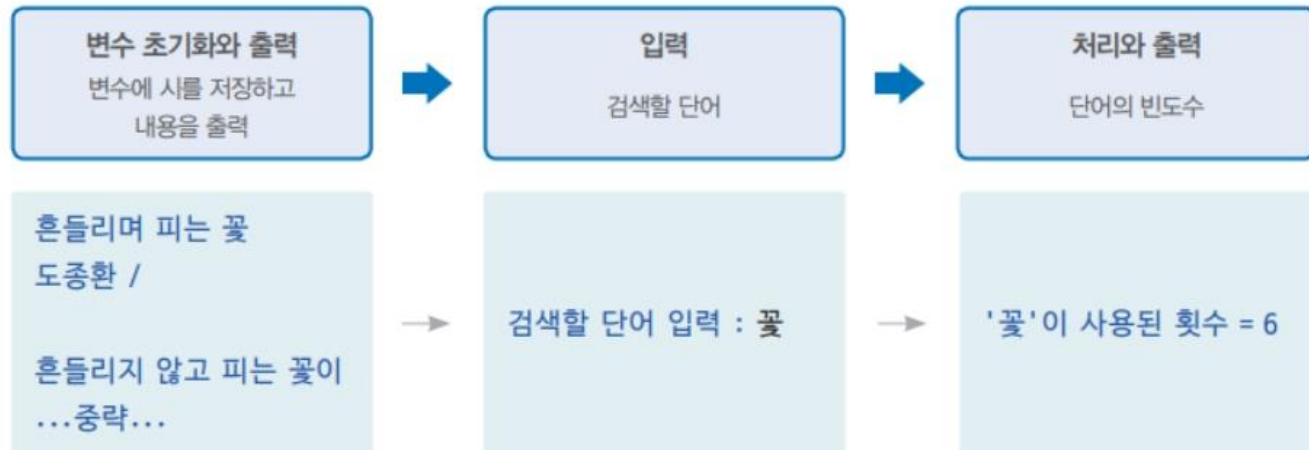 변수 초기화와 출력
변수에 시를 저장하고
내용을 출력
입력
검색할 단어
처리와 출력
단어의 빈도수
흔들리며 피는 꽃
도종환 /
흔들리지 않고 피는 꽃이
...중략...
검색할 단어 입력 : 꽃
'꽃'이 사용된 횟수 = 6